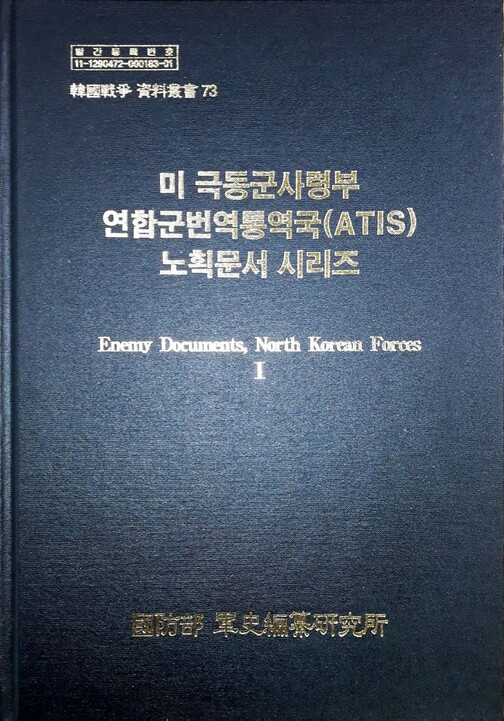 발간등록번호
11-1290472-000183-01
韓國戰爭 資料叢書 73
미 극동군사령부
연합군번역통역국(ATIS)
노획문서 시리즈
Enemy Documents, North Korean Forces
I
國防部 軍史編纂硏究所